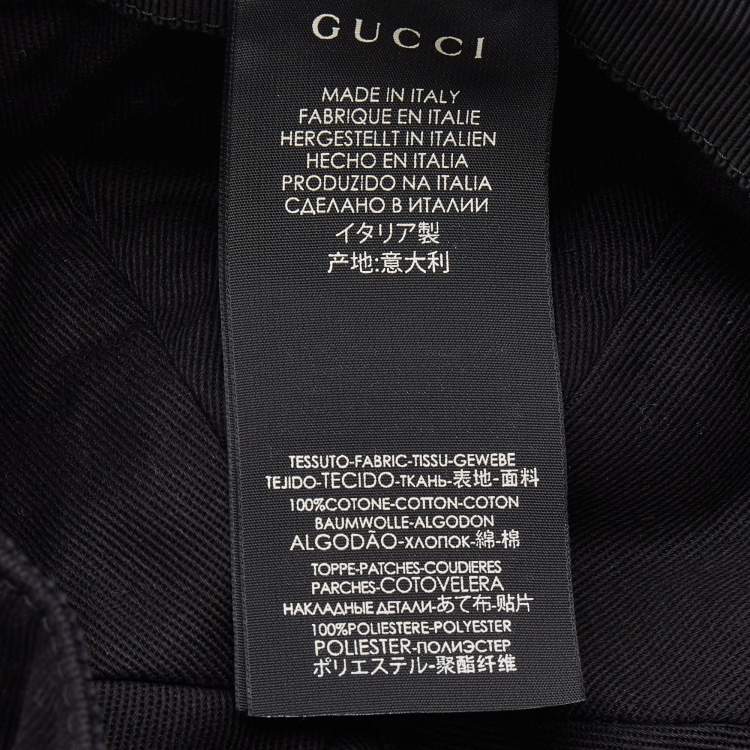 GUCCI
MADE IN ITALY
FABRIQUE EN ITALIE
HERGESTELLT IN ITALIEN
HECHO EN ITALIA
PRODUZIDO NA ITALIA
СДЕЛАНО В ИТАЛИИ
イタリア製
产地:意大利
TESSUTO-FABRIC-TISSU-GEWEBE
TEJIDO-TECIDO-ТКАНЬ-表地-面料
100%COTONE-COTTON-COTON
BAUMWOLLE-ALGODON
ALGODÃO-ХЛОПОК-綿-棉
TOPPE-PATCHES-COUDIERES
PARCHES-COTOVELERA
НАКЛАДНЫЕ ДЕТАЛИ-あて布-贴片
100%POLIESTERE-POLYESTER
POLIESTER-ПОЛИЭСТЕР
ポリエステル-聚酯纤维